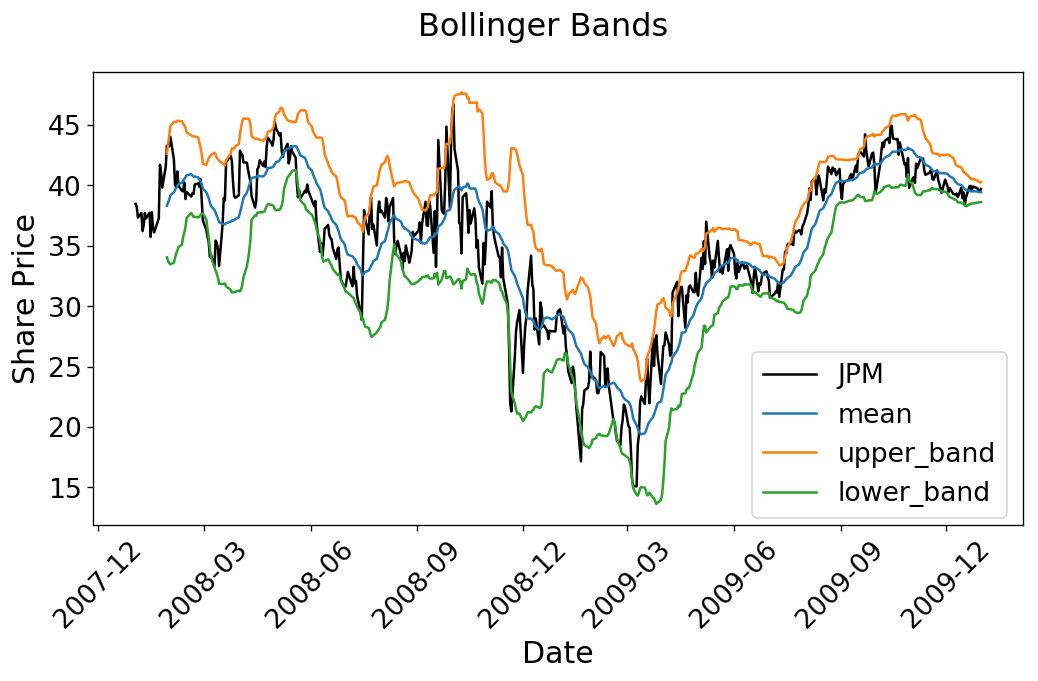 Bollinger Bands
Share Price
45
40
35
30
25
20
15
JPM
mean
upper_band
lower_band
2007-12
2008-03
2008-06
2008-09
2008-12
2009-03
2009-06
2009-09
2009-12
Date